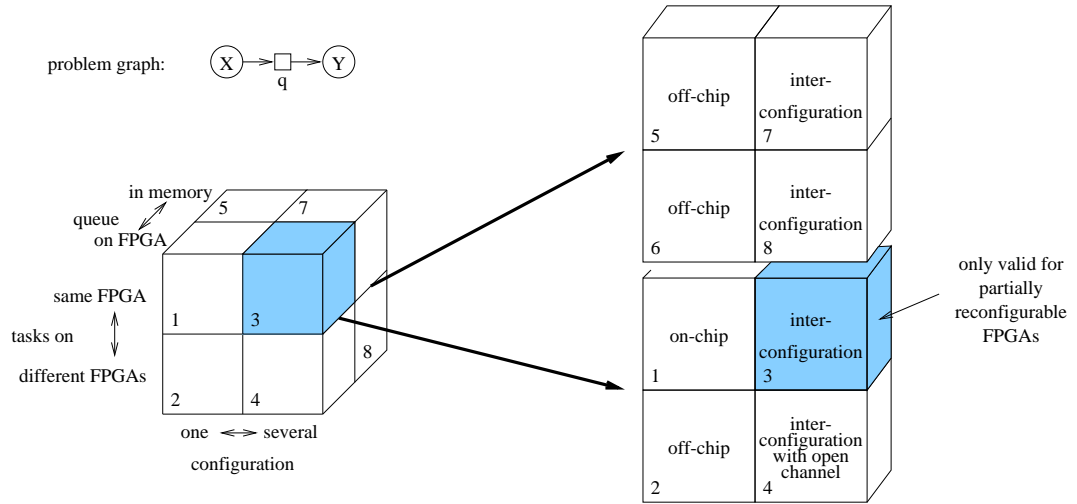 problem graph:
X
Y
q
in memory
queue
on FPGA
same FPGA
tasks on
different FPGAs
5
7
1
3
8
2
4
one
several
configuration
off-chip
5
inter-
configuration
7
off-chip
6
inter-
configuration
8
on-chip
1
inter-
configuration
3
off-chip
2
inter-
configuration
with open
channel
4
only valid for
partially
reconfigurable
FPGAs